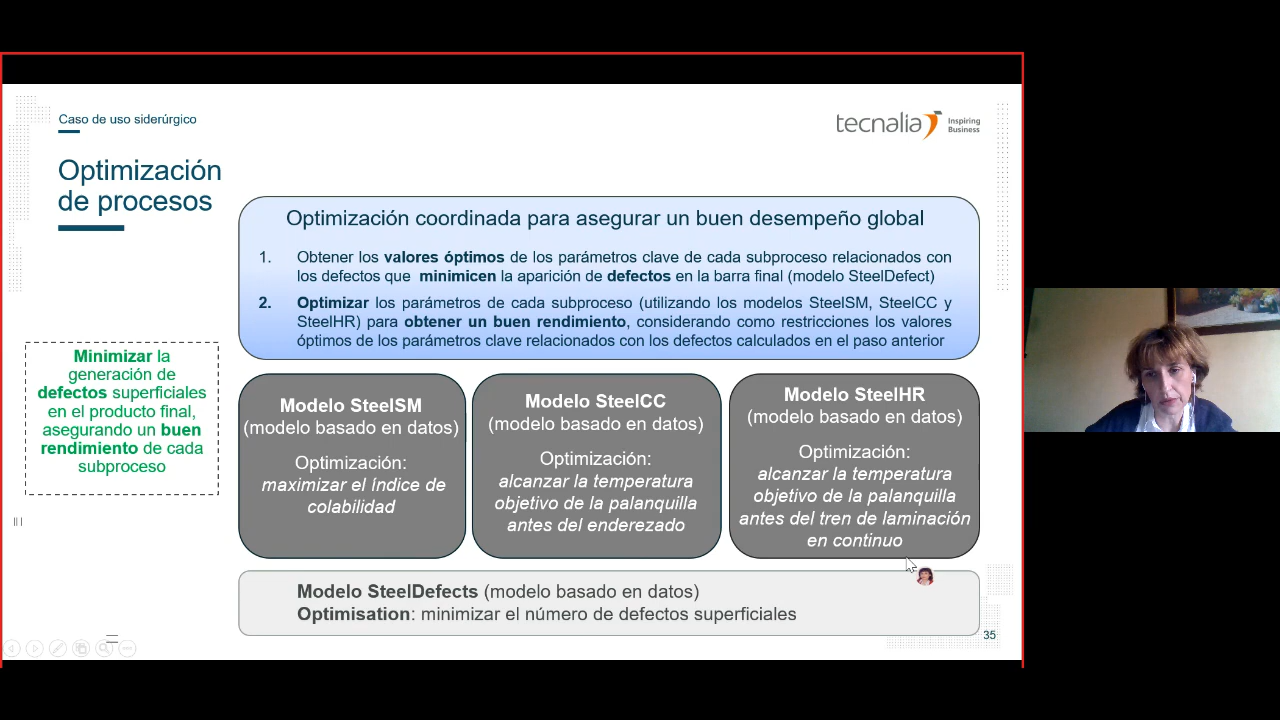 Caso de uso siderúrgico
tecnalia
Inspiring
Business
Optimización
de procesos
Optimización coordinada para asegurar un buen desempeño global
1. Obtener los valores óptimos de los parámetros clave de cada subproceso relacionados con
los defectos que minimicen la aparición de defectos en la barra final (modelo SteelDefect)
2. Optimizar los parámetros de cada subproceso (utilizando los modelos SteelSM, SteelCC y
SteelHR) para obtener un buen rendimiento, considerando como restricciones los valores
óptimos de los parámetros clave relacionados con los defectos calculados en el paso anterior
Minimizar la
generación de
defectos superficiales
en el producto final,
asegurando un buen
rendimiento de cada
subproceso
Modelo SteelSM
(modelo basado en datos)
Optimización:
maximizar el índice de
colabilidad
Modelo SteelCC
(modelo basado en datos)
Optimización:
alcanzar la temperatura
objetivo de la palanquilla
antes del enderezado
Modelo SteelHR
(modelo basado en datos)
Optimización:
alcanzar la temperatura
objetivo de la palanquilla
antes del tren de laminación
en continuo
Modelo SteelDefects (modelo basado en datos)
Optimisation: minimizar el número de defectos superficiales
35